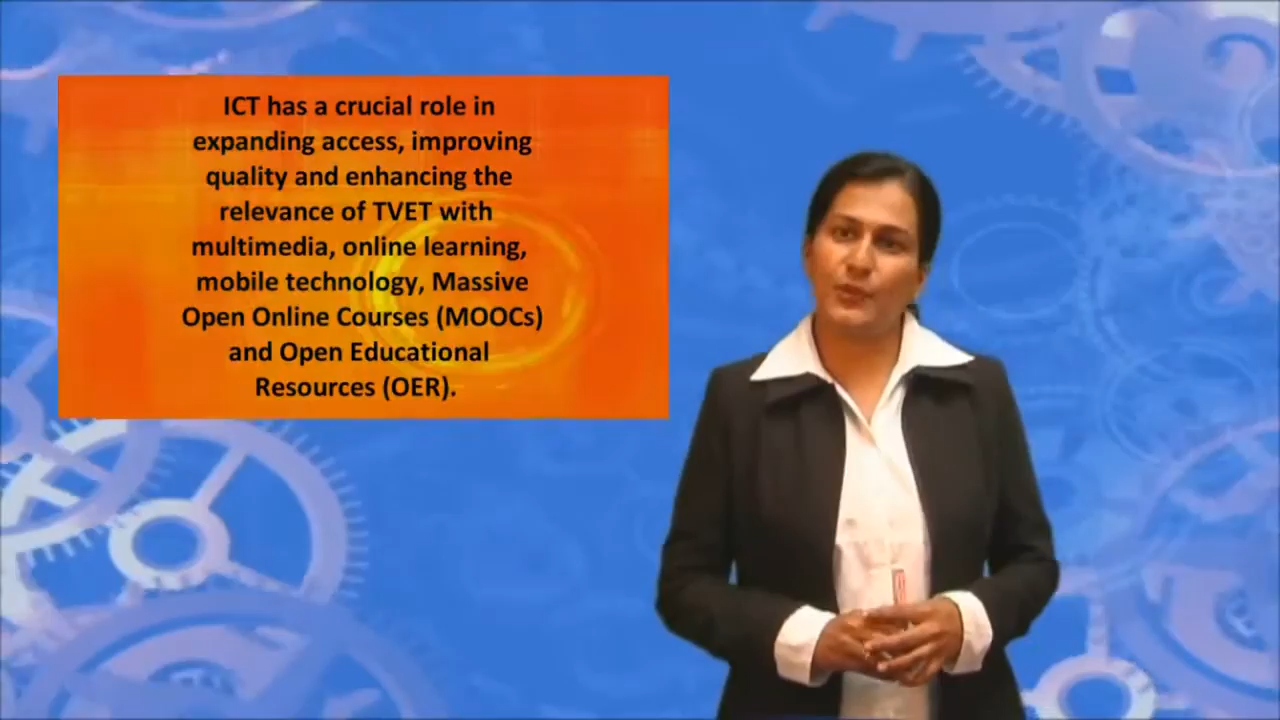 ICT has a crucial role in
expanding access, improving
quality and enhancing the
relevance of TVET with
multimedia, online learning,
mobile technology, Massive
Open Online Courses (MOOCs)
and Open Educational
Resources (OER).